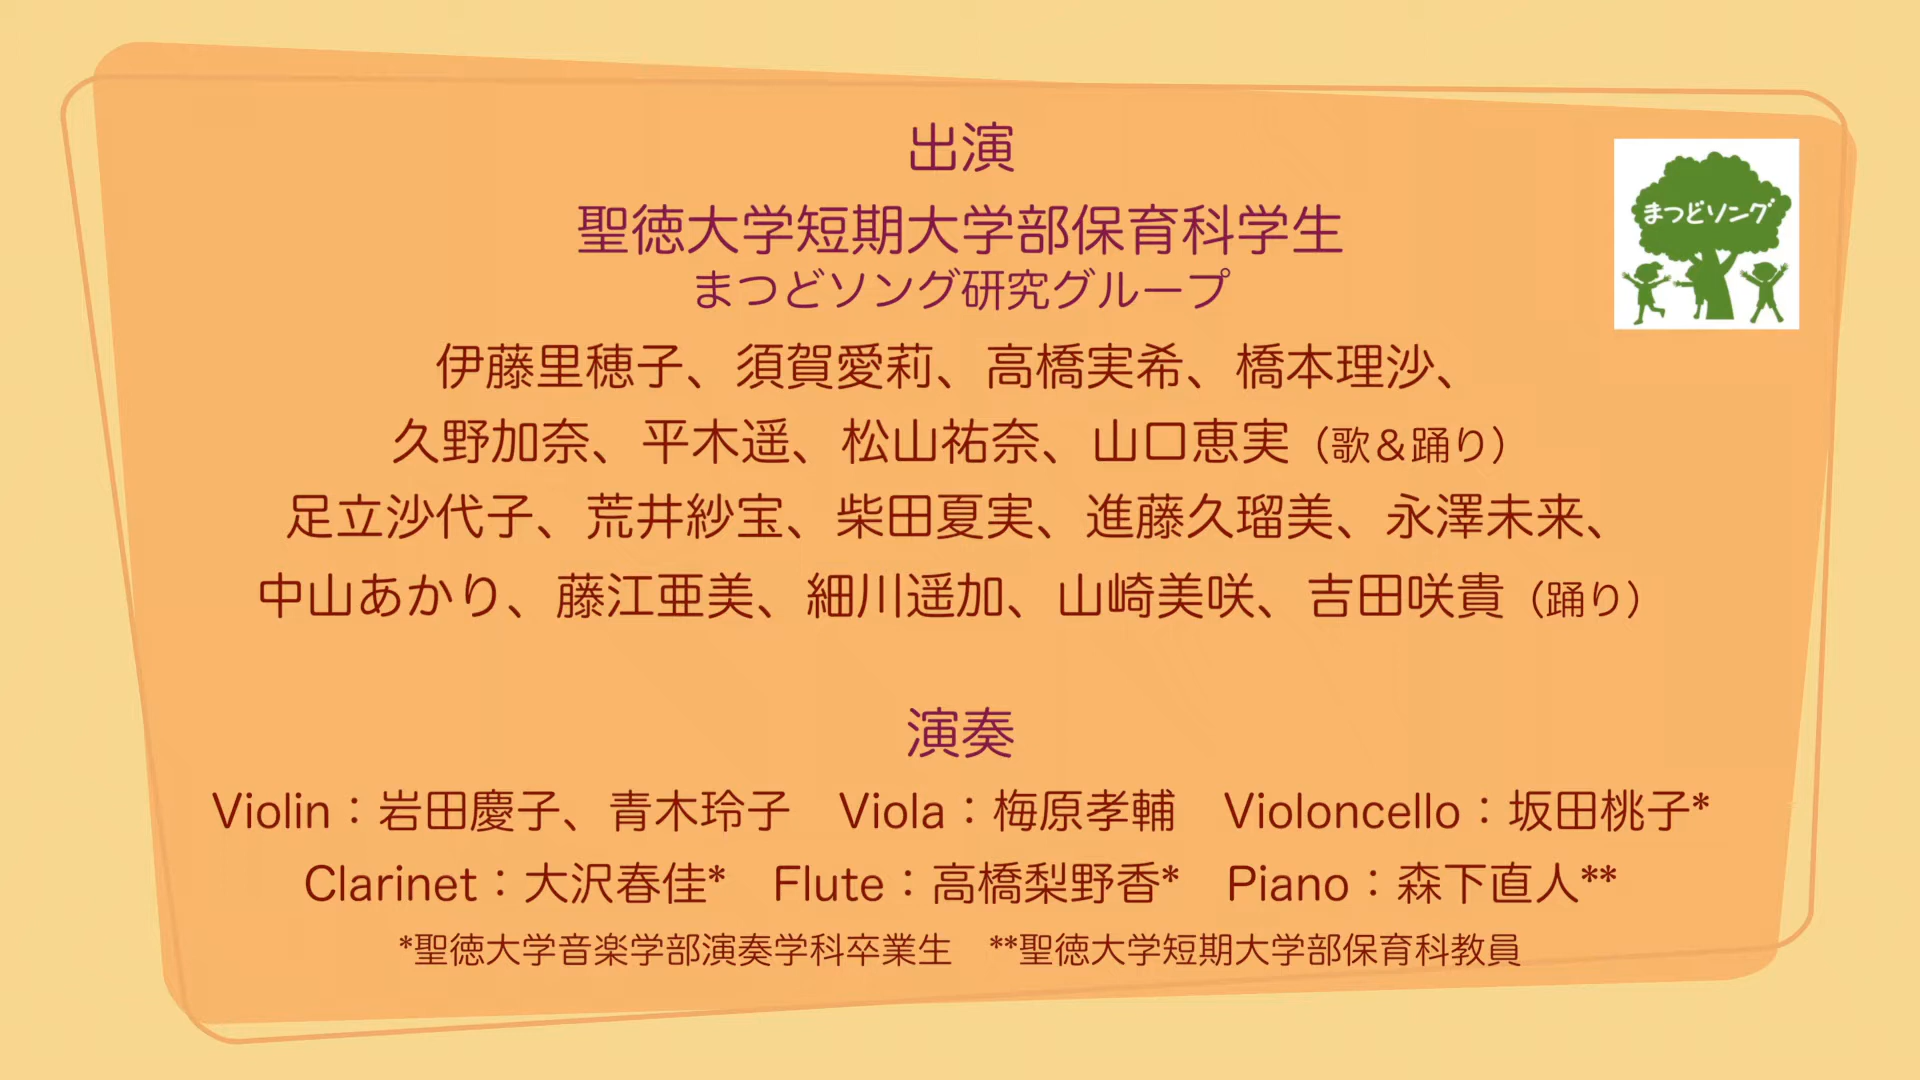 出演
聖徳大学短期大学部保育科学生
まつどソング研究グループ
まつどソング
伊藤里穂子、須賀愛莉、高橋実希、橋本理沙、
久野加奈、平木遥、松山祐奈、山口恵実（歌＆踊り）
足立沙代子、荒井紗宝、柴田夏実、進藤久瑠美、永澤未来、
中山あかり、藤江亜美、細川遥加、山崎美咲、吉田咲貴（踊り）
演奏
Violin：岩田慶子、青木玲子　Viola：梅原孝輔　Violoncello：坂田桃子*
Clarinet：大沢春佳*　Flute：高橋梨野香*　Piano：森下直人**
*聖徳大学音楽学部演奏学科卒業生　**聖徳大学短期大学部保育科教員